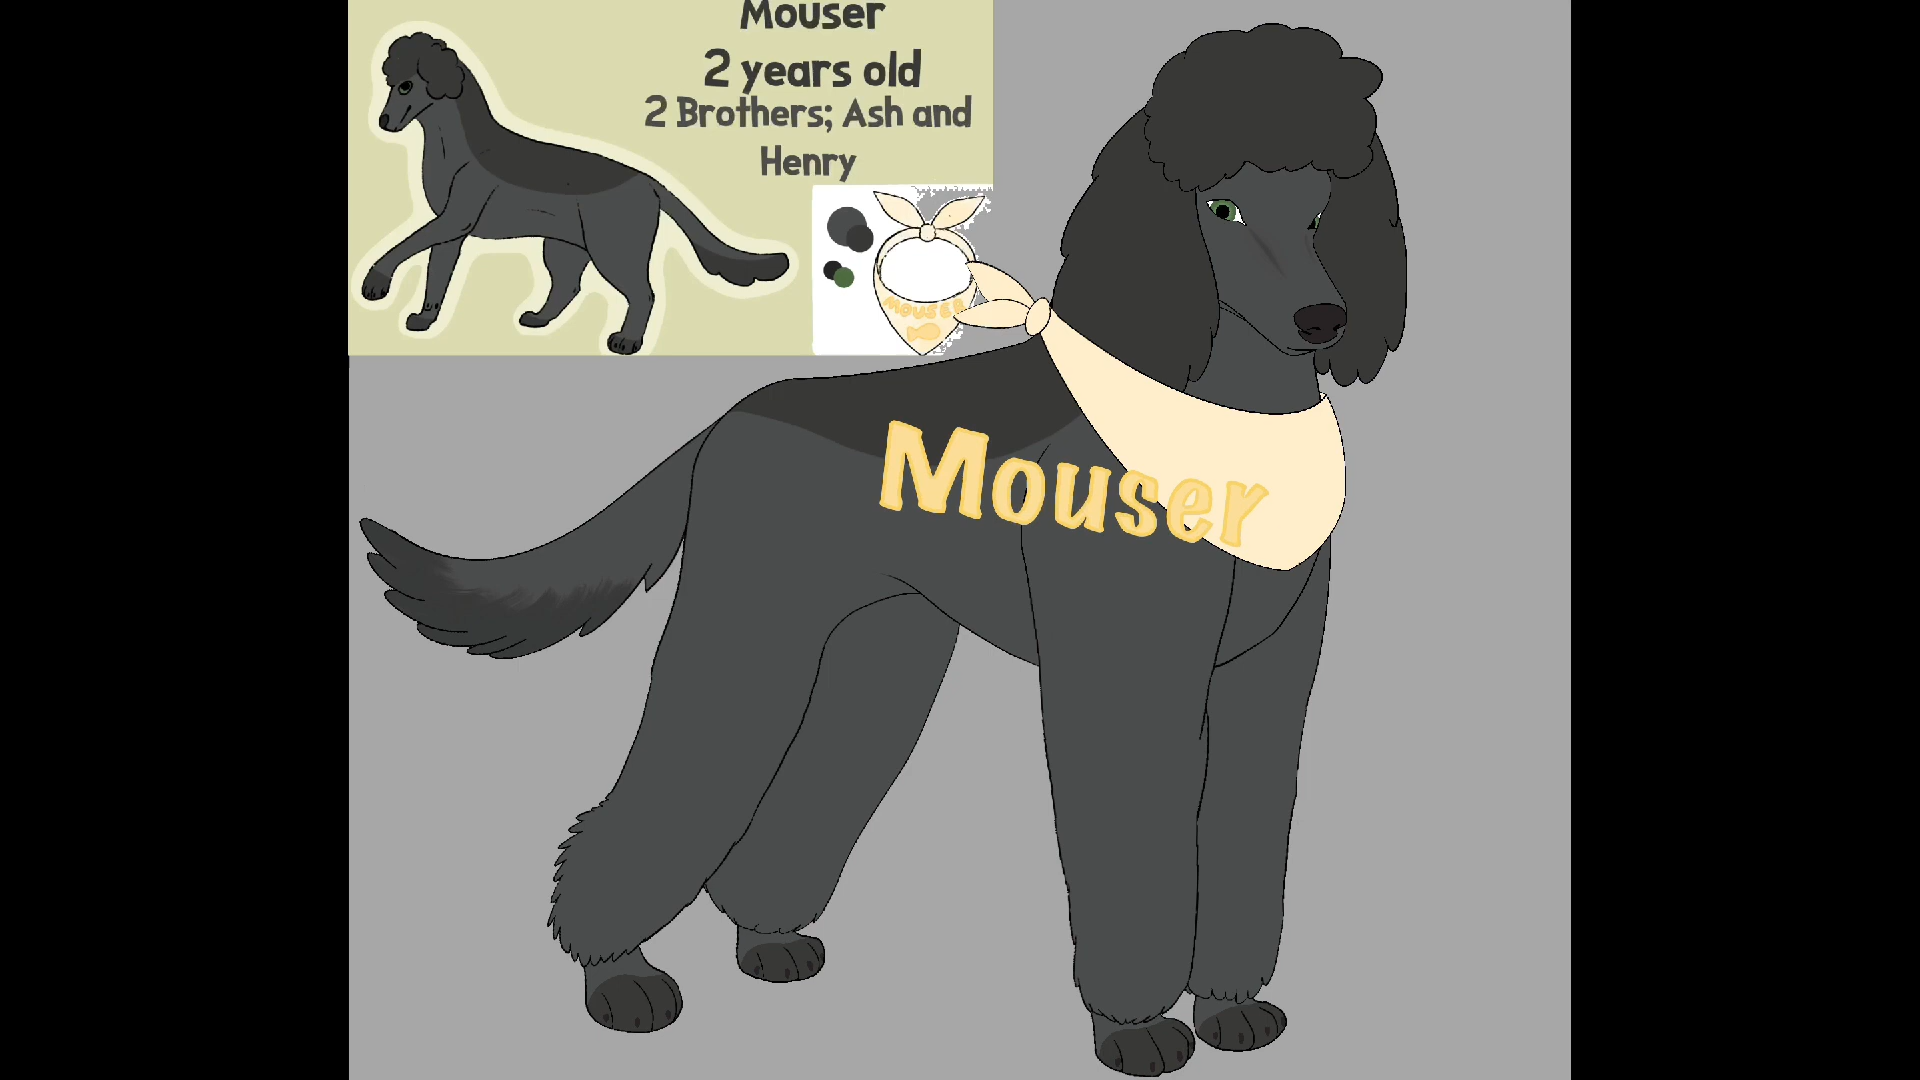 Mouser
2 years old
2 Brothers; Ash and
Henry
MOUSER
Mouser